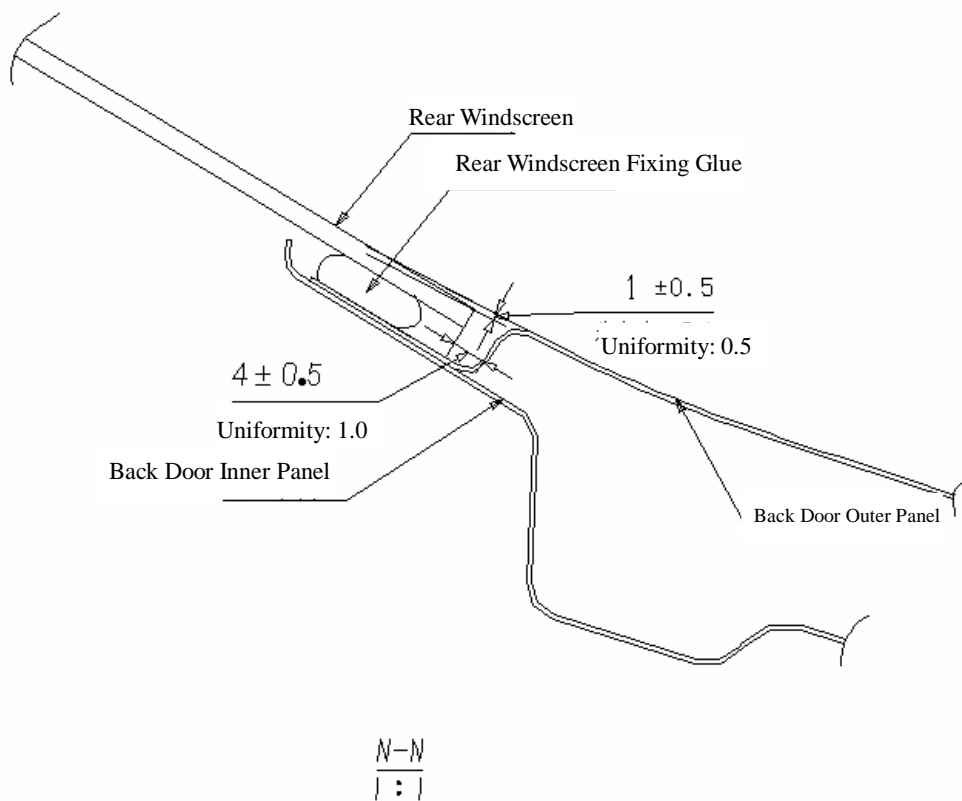 Rear Windscreen
Rear Windscreen Fixing Glue
1 ±0.5
Uniformity: 0.5
4± 0.5
Uniformity: 1.0
Back Door Inner Panel
Back Door Outer Panel
N-N
1:1